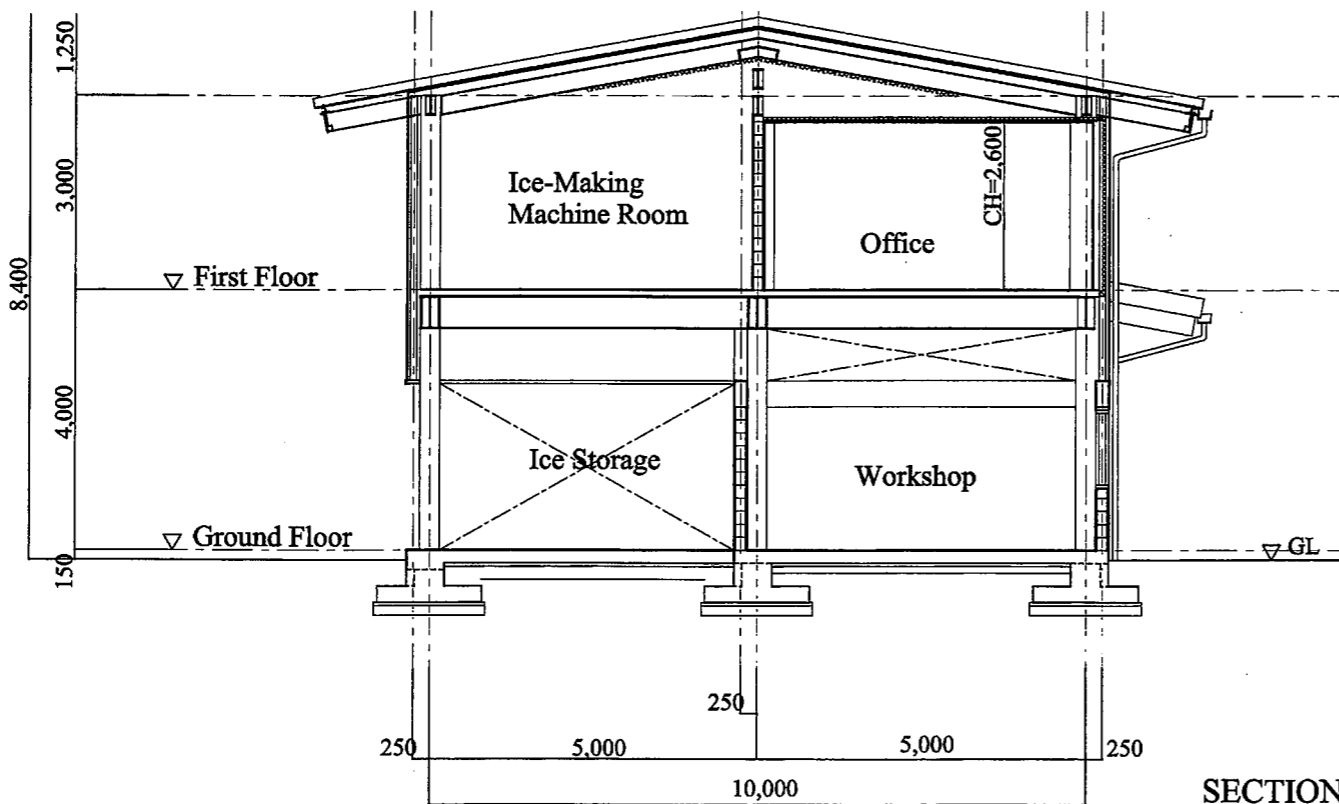 1,250
3,000
8,400
4,000
150
First Floor
Ground Floor
Ice-Making
Machine Room
CH=2,600
Office
Ice Storage
Workshop
GL
250
250
5,000
5,000
250
10,000
SECTION